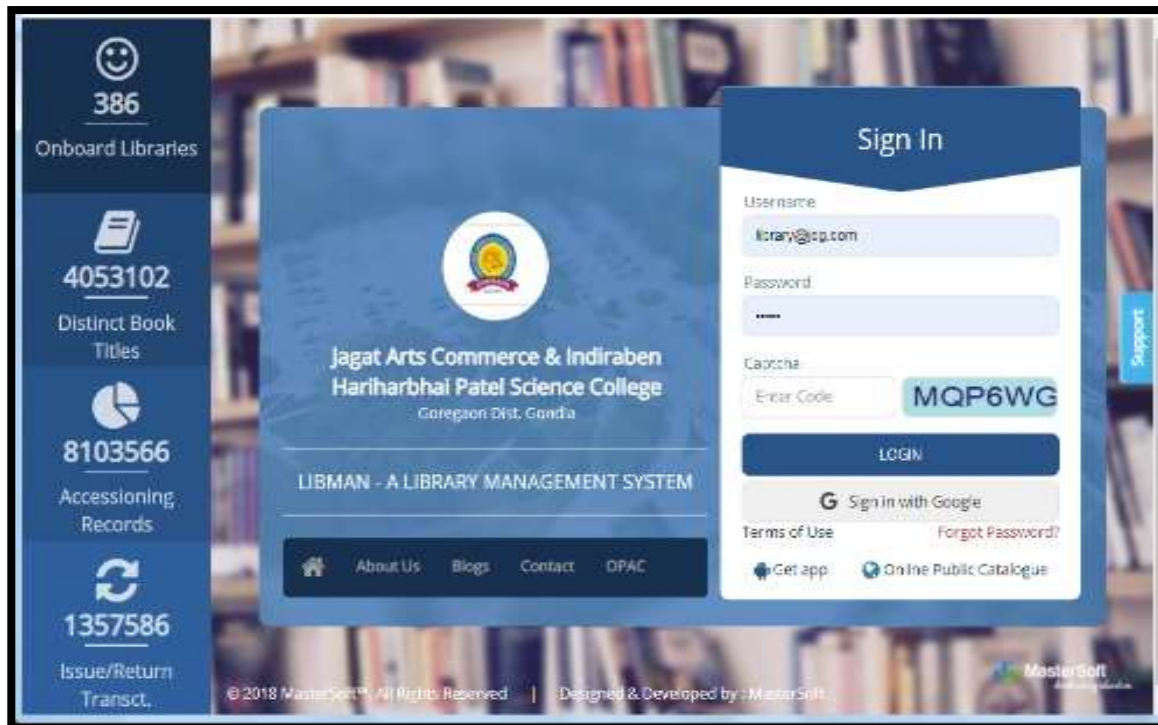 386
Onboard Libraries
4053102
Distinct Book
Titles
8103566
Accessioning
Records
1357586
Issue/Return
Transct.
Jagat Arts Commerce & Indiraben
Hariharbhai Patel Science College
Goregaon Dist. Gondia
LIBMAN - A LIBRARY MANAGEMENT SYSTEM
About Us Blogs Contact OPAC
Sign In
Username
Password
Captcha
Enter Code MQP6WG
LOGIN
G Sign in with Google
Terms of Use Forgot Password?
Get app Online Public Catalogue
Support
© 2018 MasterSoft™, All Rights Reserved | Designed & Developed by : MasterSoft
MasterSoft